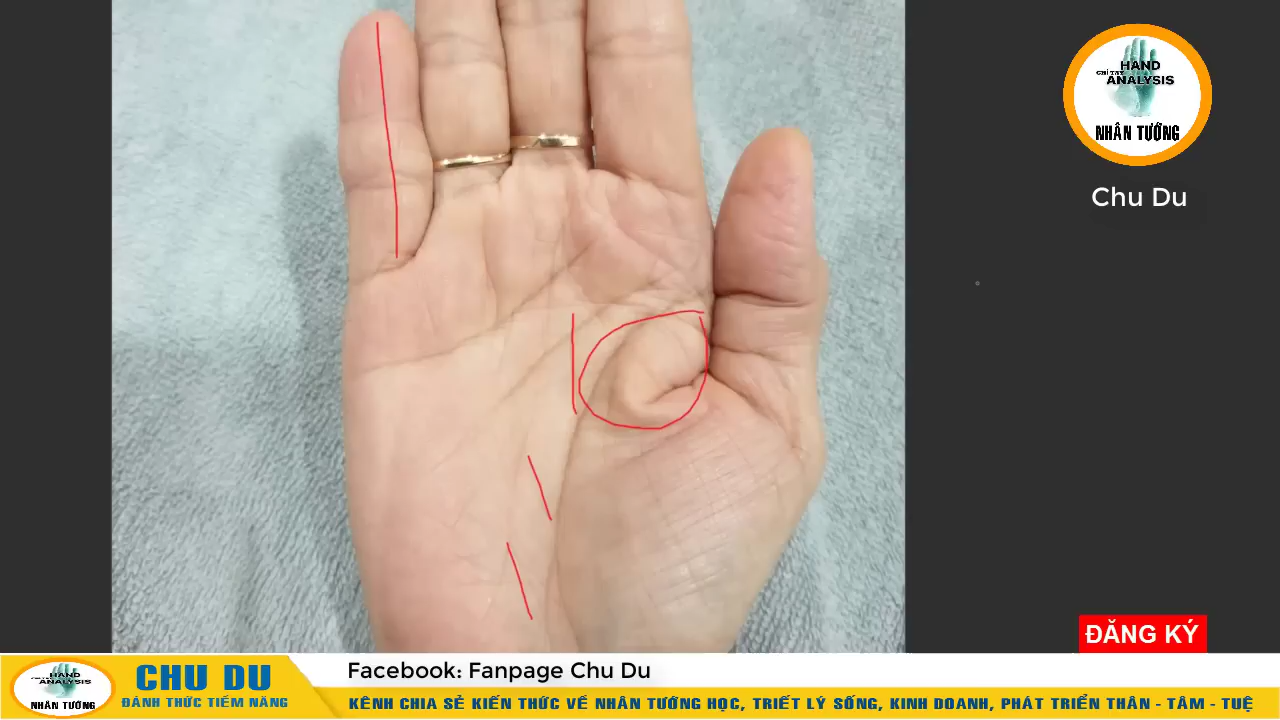 CHỈ TAY
HAND
ANALYSIS
NHÂN TƯỚNG
Chu Du
ĐĂNG KÝ
HAND
ANALYSIS
NHÂN TƯỚNG
CHU DU
ĐÁNH THỨC TIỀM NĂNG
Facebook: Fanpage Chu Du
KÊNH CHIA SẺ KIẾN THỨC VỀ NHÂN TƯỚNG HỌC, TRIẾT LÝ SỐNG, KINH DOANH, PHÁT TRIỂN THÂN - TÂM - TUỆ